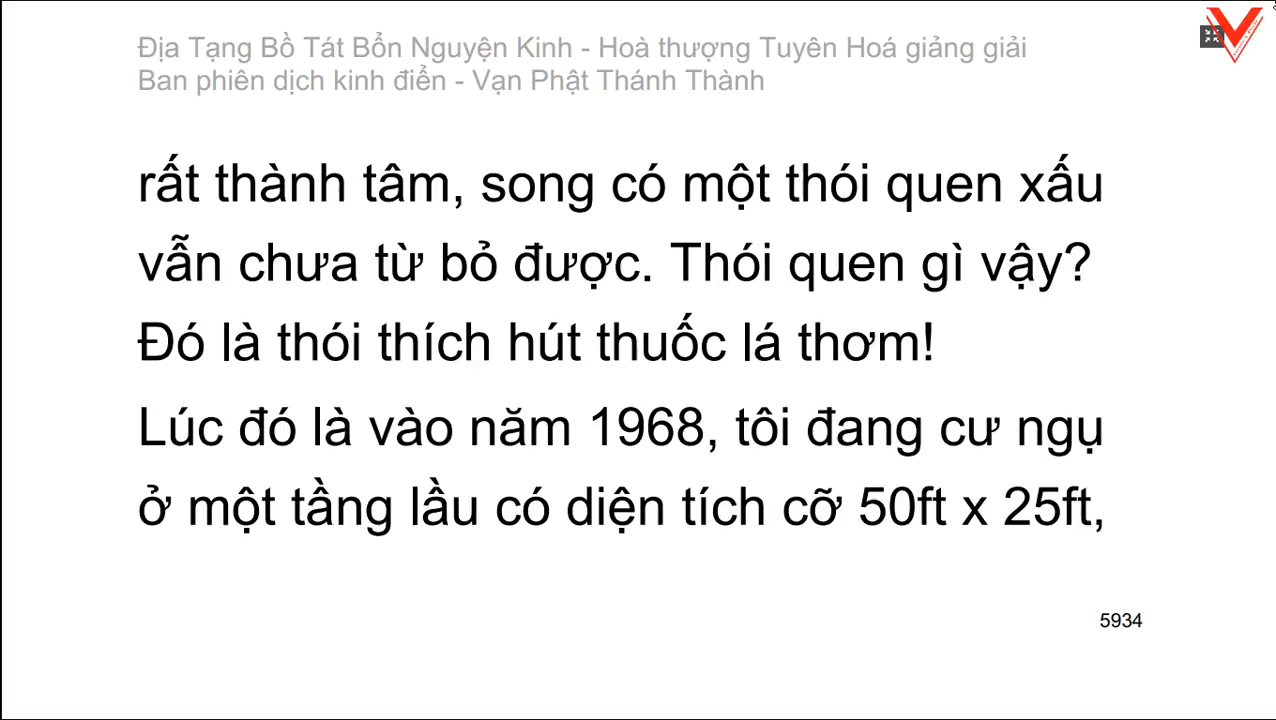 Địa Tạng Bồ Tát Bổn Nguyện Kinh - Hoà thượng Tuyên Hoá giảng giải
Ban phiên dịch kinh điển - Vạn Phật Thánh Thành
rất thành tâm, song có một thói quen xấu
vẫn chưa từ bỏ được. Thói quen gì vậy?
Đó là thói thích hút thuốc lá thơm!
Lúc đó là vào năm 1968, tôi đang cư ngụ
ở một tầng lầu có diện tích cỡ 50ft x 25ft,
5934